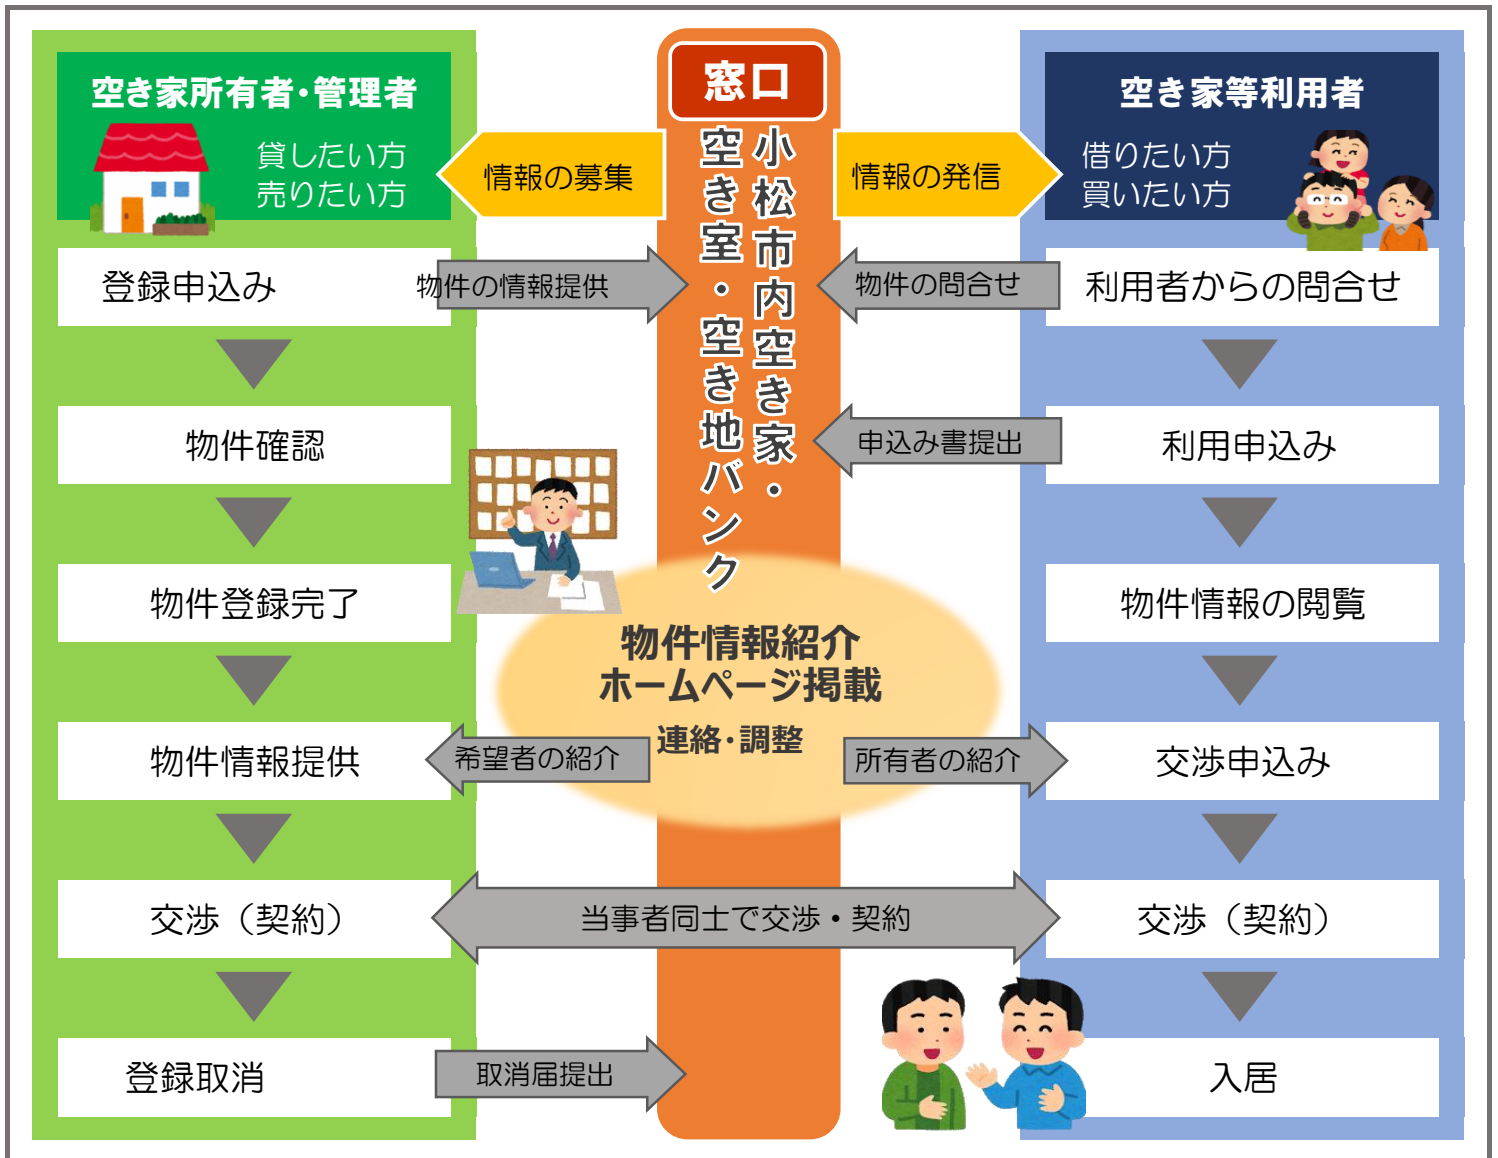 空き家所有者・管理者
貸したい方
売りたい方
情報の募集
窓口
小松市内空き家・
空き室・空き地バンク
情報の発信
空き家等利用者
借りたい方
買いたい方
登録申込み
物件の情報提供
物件の問合せ
利用者からの問合せ
物件確認
申込み書提出
利用申込み
物件登録完了
物件情報の閲覧
物件情報紹介
ホームページ掲載
連絡・調整
物件情報提供
希望者の紹介
所有者の紹介
交渉申込み
交渉（契約）
当事者同士で交渉・契約
交渉（契約）
登録取消
取消届提出
入居